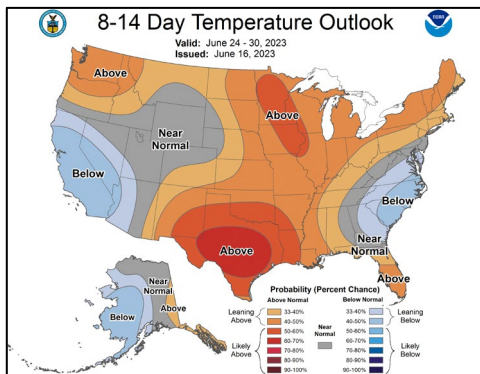 8-14 Day Temperature Outlook
Valid: June 24 - 30, 2023
Issued: June 16, 2023
NOAA
Above
Near
Normal
Below
Above
Above
Below
Near
Normal
Above
Near
Normal
Above
Below
Probability (Percent Chance)
Above Normal
Below Normal
Leaning
Above
33-40%
40-50%
Likely
Above
50-60%
60-70%
70-80%
80-90%
90-100%
Near
Normal
33-40%
40-50%
Leaning
Below
50-60%
60-70%
70-80%
80-90%
90-100%
Likely
Below